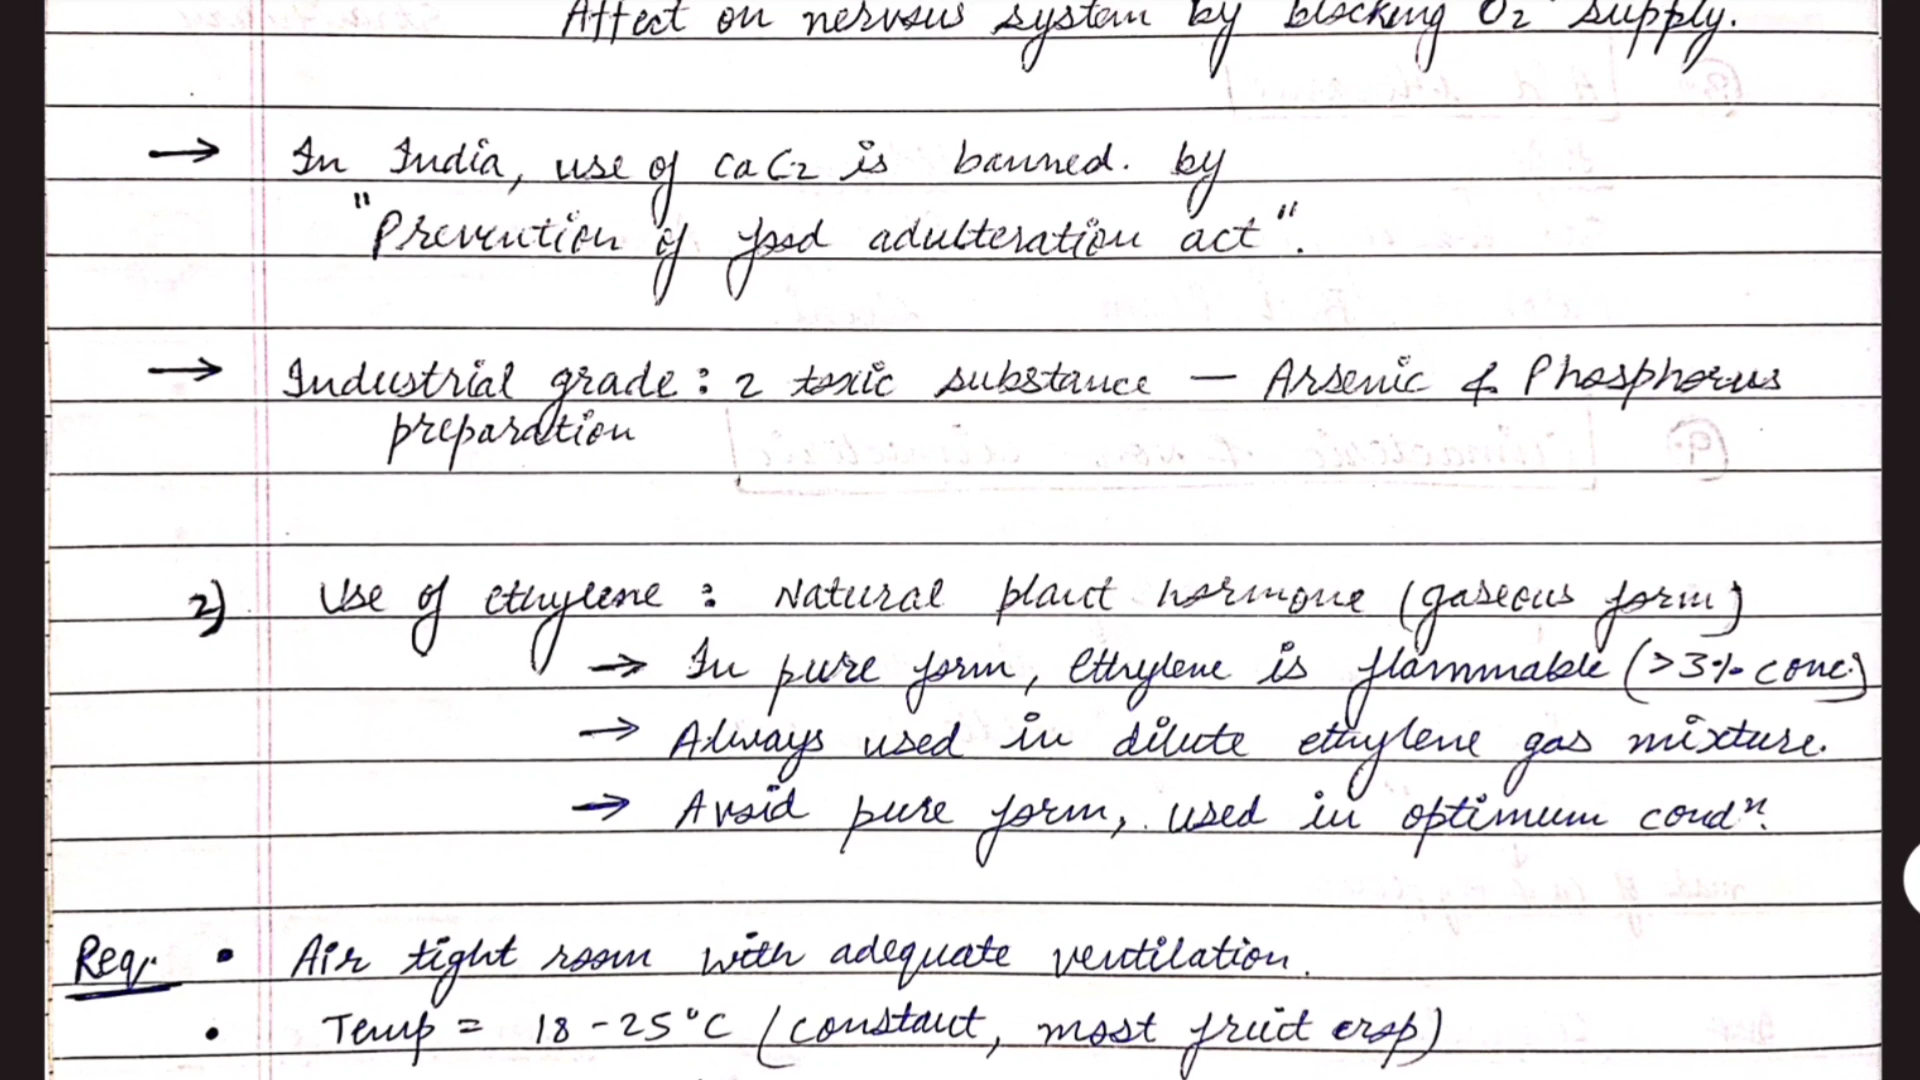 Affect on nervous system by blocking O2 supply.
→ In India, use of CaC2 is banned. by
"Prevention of food adulteration act".
→ Industrial grade : 2 toxic substance – Arsenic & Phosphorus
preparation
2) Use of ethylene : Natural plant hormone (gaseous form)
→ In pure form, ethylene is flammable (>3% conc.)
→ Always used in dilute ethylene gas mixture.
→ Avoid pure form, used in optimum condn.
Req. • Air tight room with adequate ventilation.
• Temp = 18-25°C (constant, most fruit crop)